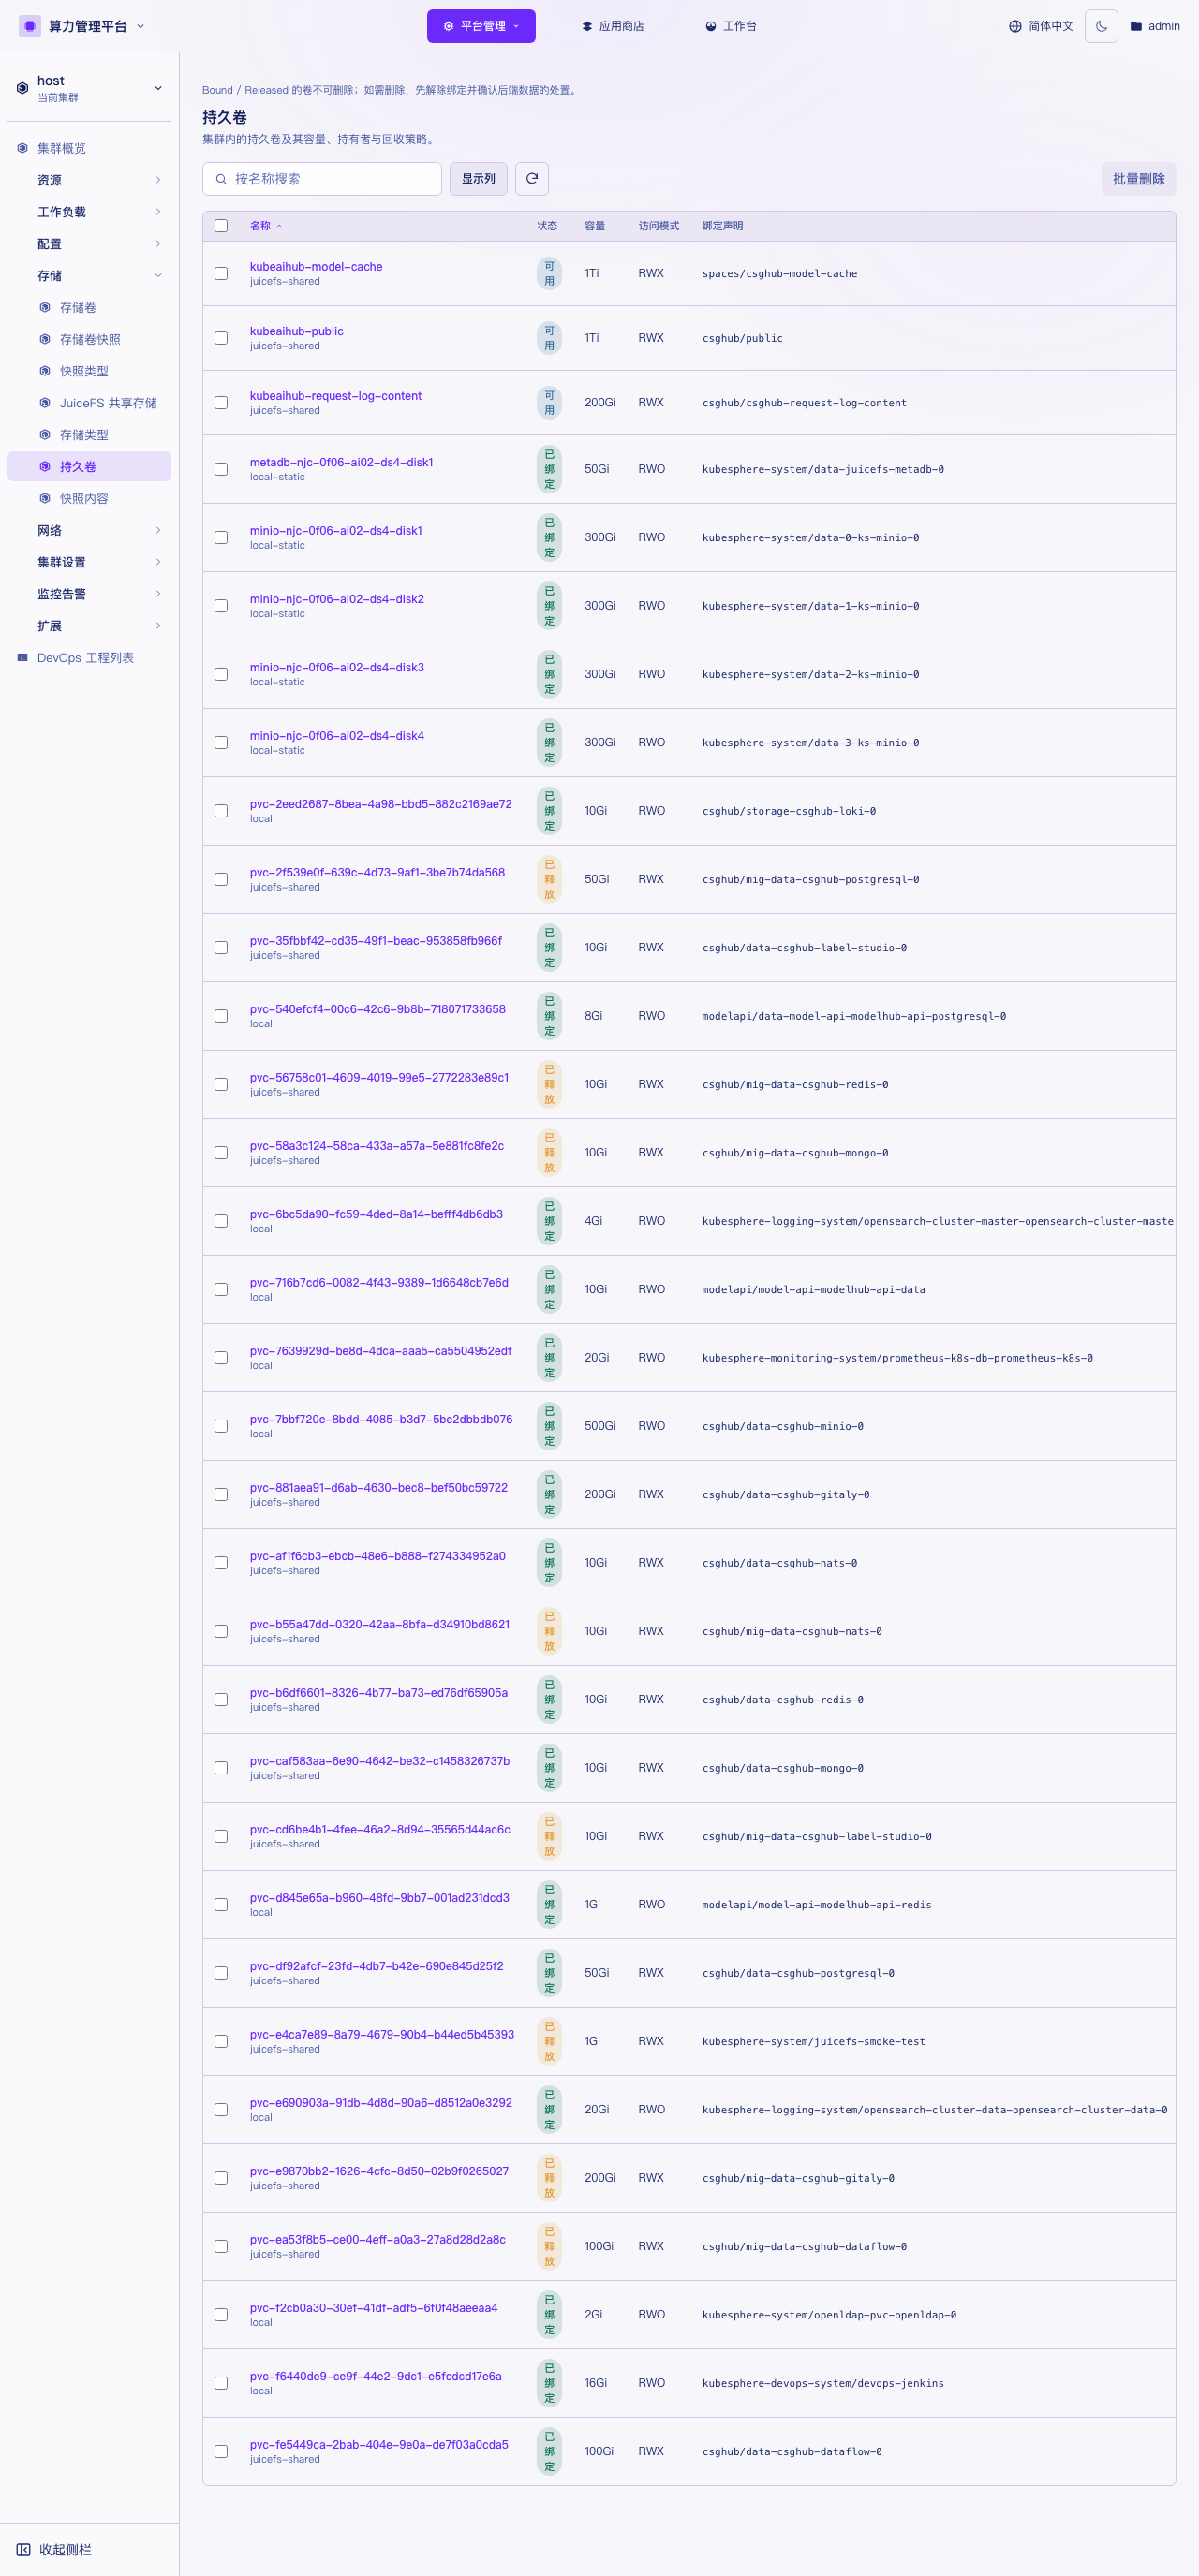 算力管理平台
平台管理
应用商店
工作台
简体中文
admin
host
当前集群
集群概览
资源
工作负载
配置
存储
存储卷
存储卷快照
快照类型
JuiceFS 共享存储
存储类型
持久卷
快照内容
网络
集群设置
监控告警
扩展
DevOps 工程列表
收起侧栏
Bound / Released 的卷不可删除；如需删除，先解除绑定并确认后端数据的处置。
持久卷
集群内的持久卷及其容量、持有者与回收策略。
按名称搜索 显示列 批量删除
名称 状态 容量 访问模式 绑定声明
kubeaihub-model-cache
juicefs-shared 可用 1Ti RWX spaces/csghub-model-cache
kubeaihub-public
juicefs-shared 可用 1Ti RWX csghub/public
kubeaihub-request-log-content
juicefs-shared 可用 200Gi RWX csghub/csghub-request-log-content
metadb-njc-0f06-ai02-ds4-disk1
local-static 已绑定 50Gi RWO kubesphere-system/data-juicefs-metadb-0
minio-njc-0f06-ai02-ds4-disk1
local-static 已绑定 300Gi RWO kubesphere-system/data-0-ks-minio-0
minio-njc-0f06-ai02-ds4-disk2
local-static 已绑定 300Gi RWO kubesphere-system/data-1-ks-minio-0
minio-njc-0f06-ai02-ds4-disk3
local-static 已绑定 300Gi RWO kubesphere-system/data-2-ks-minio-0
minio-njc-0f06-ai02-ds4-disk4
local-static 已绑定 300Gi RWO kubesphere-system/data-3-ks-minio-0
pvc-2eed2687-8bea-4a98-bbd5-882c2169ae72
local 已绑定 10Gi RWO csghub/storage-csghub-loki-0
pvc-2f539e0f-639c-4d73-9af1-3be7b74da568
juicefs-shared 已释放 50Gi RWX csghub/mig-data-csghub-postgresql-0
pvc-35fbbf42-cd35-49f1-beac-953858fb966f
juicefs-shared 已绑定 10Gi RWX csghub/data-csghub-label-studio-0
pvc-540efcf4-00c6-42c6-9b8b-718071733658
local 已绑定 8Gi RWO modelapi/data-model-api-modelhub-api-postgresql-0
pvc-56758c01-4609-4019-99e5-2772283e89c1
juicefs-shared 已释放 10Gi RWX csghub/mig-data-csghub-redis-0
pvc-58a3c124-58ca-433a-a57a-5e881fc8fe2c
juicefs-shared 已释放 10Gi RWX csghub/mig-data-csghub-mongo-0
pvc-6bc5da90-fc59-4ded-8a14-befff4db6db3
local 已绑定 4Gi RWO kubesphere-logging-system/opensearch-cluster-master-opensearch-cluster-maste
pvc-716b7cd6-0082-4f43-9389-1d6648cb7e6d
local 已绑定 10Gi RWO modelapi/model-api-modelhub-api-data
pvc-7639929d-be8d-4dca-aaa5-ca5504952edf
local 已绑定 20Gi RWO kubesphere-monitoring-system/prometheus-k8s-db-prometheus-k8s-0
pvc-7bbf720e-8bdd-4085-b3d7-5be2dbbdb076
local 已绑定 500Gi RWO csghub/data-csghub-minio-0
pvc-881aea91-d6ab-4630-bec8-bef50bc59722
juicefs-shared 已绑定 200Gi RWX csghub/data-csghub-gitaly-0
pvc-af1f6cb3-ebcb-48e6-b888-f274334952a0
juicefs-shared 已绑定 10Gi RWX csghub/data-csghub-nats-0
pvc-b55a47dd-0320-42aa-8bfa-d34910bd8621
juicefs-shared 已释放 10Gi RWX csghub/mig-data-csghub-nats-0
pvc-b6df6601-8326-4b77-ba73-ed76df65905a
juicefs-shared 已绑定 10Gi RWX csghub/data-csghub-redis-0
pvc-caf583aa-6e90-4642-be32-c1458326737b
juicefs-shared 已绑定 10Gi RWX csghub/data-csghub-mongo-0
pvc-cd6be4b1-4fee-46a2-8d94-35565d44ac6c
juicefs-shared 已释放 10Gi RWX csghub/mig-data-csghub-label-studio-0
pvc-d845e65a-b960-48fd-9bb7-001ad231dcd3
local 已绑定 1Gi RWO modelapi/model-api-modelhub-api-redis
pvc-df92afcf-23fd-4db7-b42e-690e845d25f2
juicefs-shared 已绑定 50Gi RWX csghub/data-csghub-postgresql-0
pvc-e4ca7e89-8a79-4679-90b4-b44ed5b45393
juicefs-shared 已释放 1Gi RWX kubesphere-system/juicefs-smoke-test
pvc-e690903a-91db-4d8d-90a6-d8512a0e3292
local 已绑定 20Gi RWO kubesphere-logging-system/opensearch-cluster-data-opensearch-cluster-data-0
pvc-e9870bb2-1626-4cfc-8d50-02b9f0265027
juicefs-shared 已释放 200Gi RWX csghub/mig-data-csghub-gitaly-0
pvc-ea53f8b5-ce00-4eff-a0a3-27a8d28d2a8c
juicefs-shared 已释放 100Gi RWX csghub/mig-data-csghub-dataflow-0
pvc-f2cb0a30-30ef-41df-adf5-6f0f48aeeaa4
local 已绑定 2Gi RWO kubesphere-system/openldap-pvc-openldap-0
pvc-f6440de9-ce9f-44e2-9dc1-e5fcdcd17e6a
local 已绑定 16Gi RWO kubesphere-devops-system/devops-jenkins
pvc-fe5449ca-2bab-404e-9e0a-de7f03a0cda5
juicefs-shared 已绑定 100Gi RWX csghub/data-csghub-dataflow-0